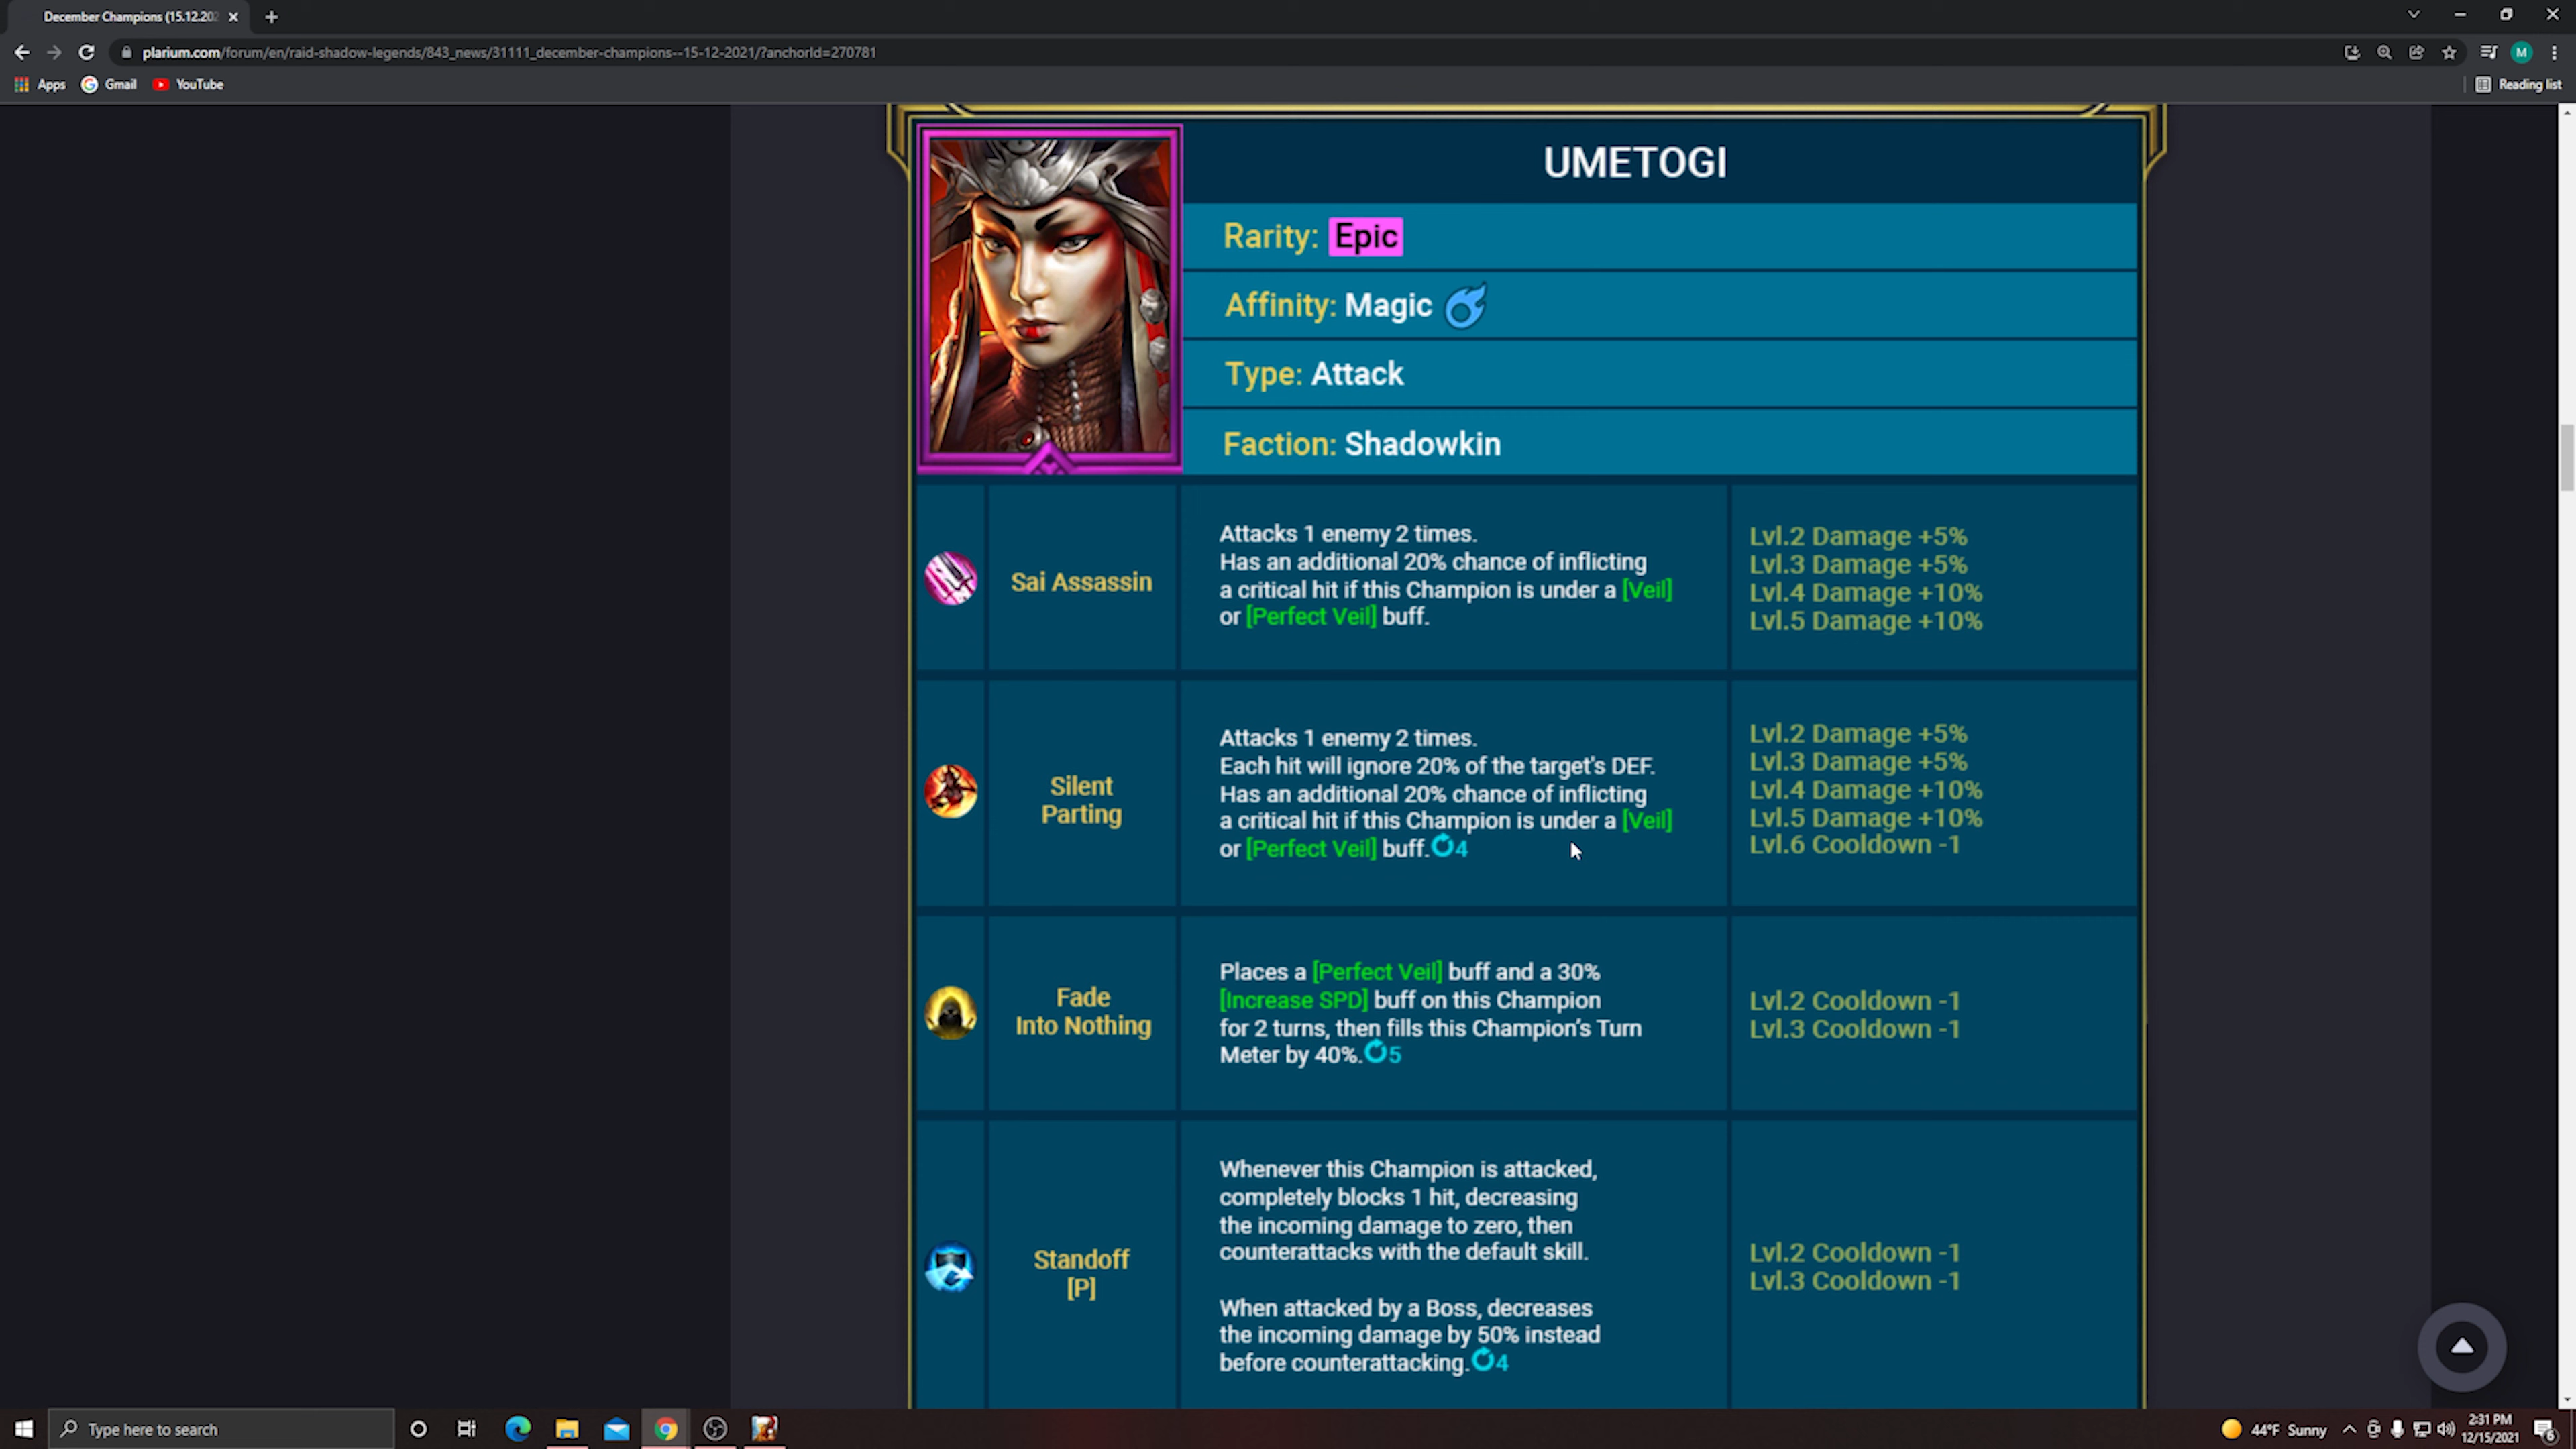 December Champions (15.12.202
plarium.com/forum/en/raid-shadow-legends/843_news/31111_december-champions--15-12-2021/?anchorId=270781
M
Apps
Gmail
YouTube
Reading list
UMETOGI
Rarity: Epic
Affinity: Magic
Type: Attack
Faction: Shadowkin
Sai Assassin
Attacks 1 enemy 2 times.
Has an additional 20% chance of inflicting
a critical hit if this Champion is under a [Veil]
or [Perfect Veil] buff.
Lvl.2 Damage +5%
Lvl.3 Damage +5%
Lvl.4 Damage +10%
Lvl.5 Damage +10%
Silent
Parting
Attacks 1 enemy 2 times.
Each hit will ignore 20% of the target's DEF.
Has an additional 20% chance of inflicting
a critical hit if this Champion is under a [Veil]
or [Perfect Veil] buff. 4
Lvl.2 Damage +5%
Lvl.3 Damage +5%
Lvl.4 Damage +10%
Lvl.5 Damage +10%
Lvl.6 Cooldown -1
Fade
Into Nothing
Places a [Perfect Veil] buff and a 30%
[Increase SPD] buff on this Champion
for 2 turns, then fills this Champion’s Turn
Meter by 40%. 5
Lvl.2 Cooldown -1
Lvl.3 Cooldown -1
Standoff
[P]
Whenever this Champion is attacked,
completely blocks 1 hit, decreasing
the incoming damage to zero, then
counterattacks with the default skill.
When attacked by a Boss, decreases
the incoming damage by 50% instead
before counterattacking. 4
Lvl.2 Cooldown -1
Lvl.3 Cooldown -1
Type here to search
44°F Sunny
2:31 PM
12/15/2021
6